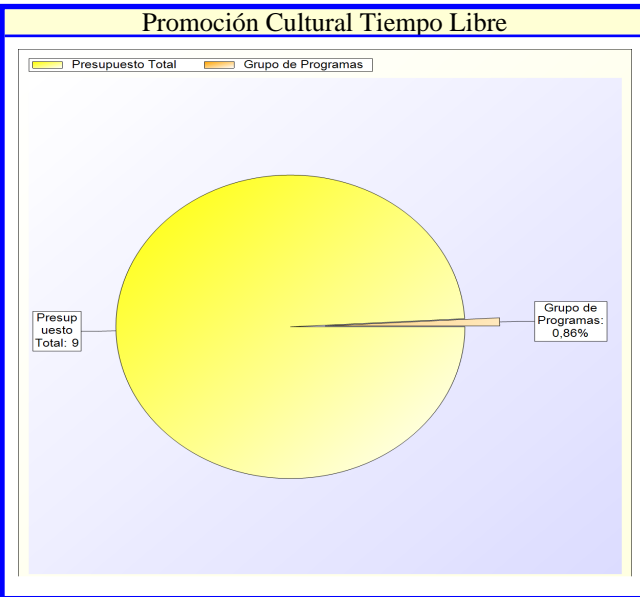 Promoción Cultural Tiempo Libre
Presupuesto Total
Grupo de Programas
Presup
uesto
Total: 9
Grupo de
Programas:
0,86%